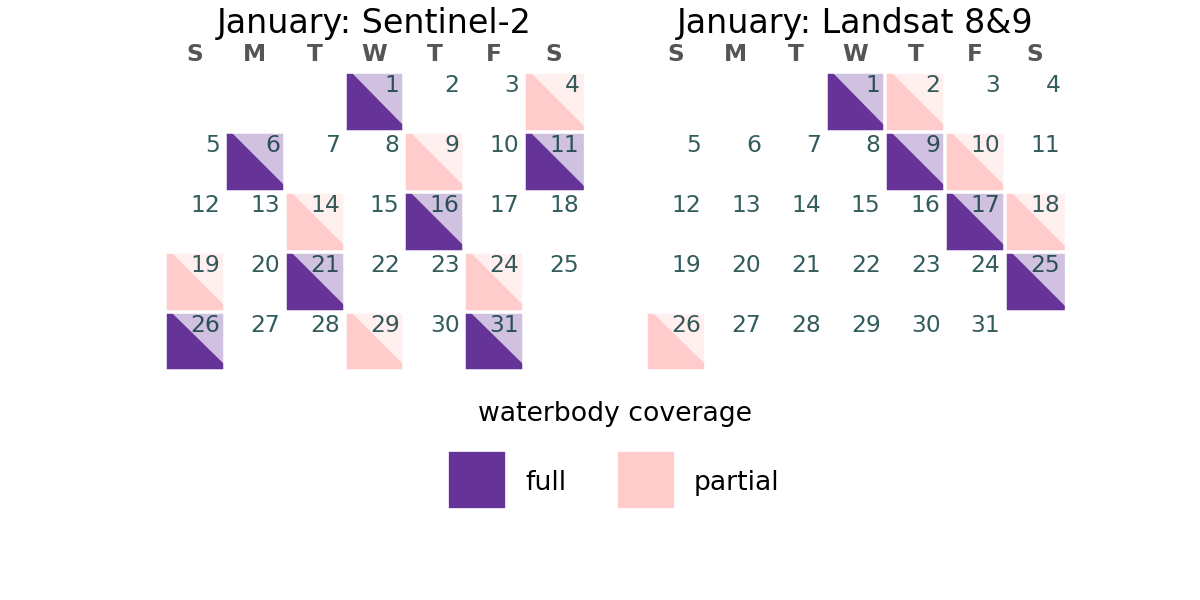 January: Sentinel-2
S M T W T F S
1 2 3 4
5 6 7 8 9 10 11
12 13 14 15 16 17 18
19 20 21 22 23 24 25
26 27 28 29 30 31
January: Landsat 8&9
S M T W T F S
1 2 3 4
5 6 7 8 9 10 11
12 13 14 15 16 17 18
19 20 21 22 23 24 25
26 27 28 29 30 31
waterbody coverage
full
partial